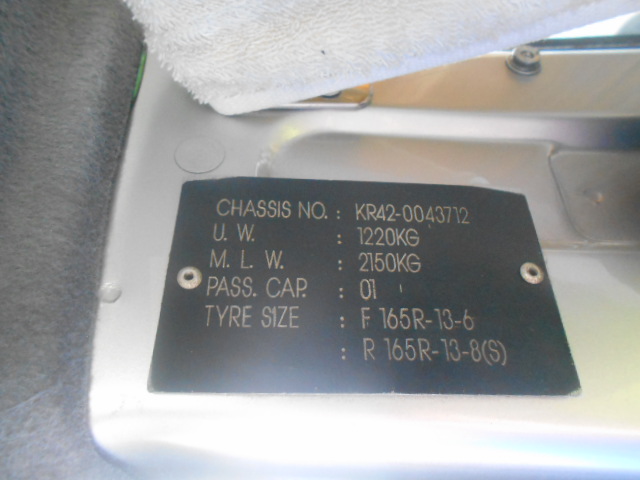 CHASSIS NO. : KR42-0043712
U. W. : 1220KG
M. L. W. : 2150KG
PASS. CAP. : 01
TYRE SIZE : F 165R-13-6
: R 165R-13-8(S)